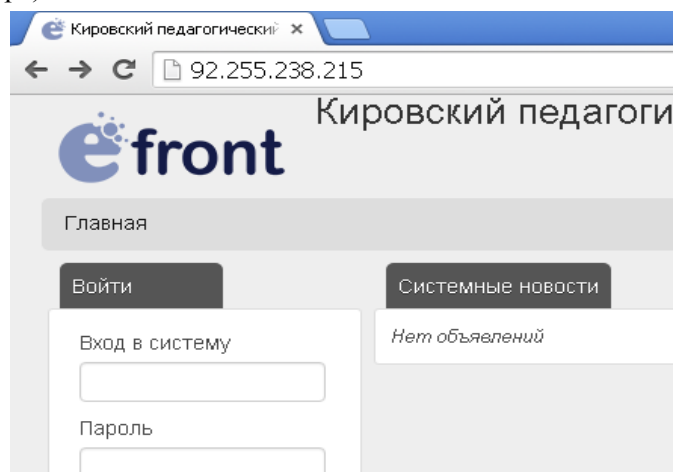 Кировский педагогический
92.255.238.215
efront
Кировский педагоги
Главная
Войти
Системные новости
Вход в систему
Нет объявлений
Пароль